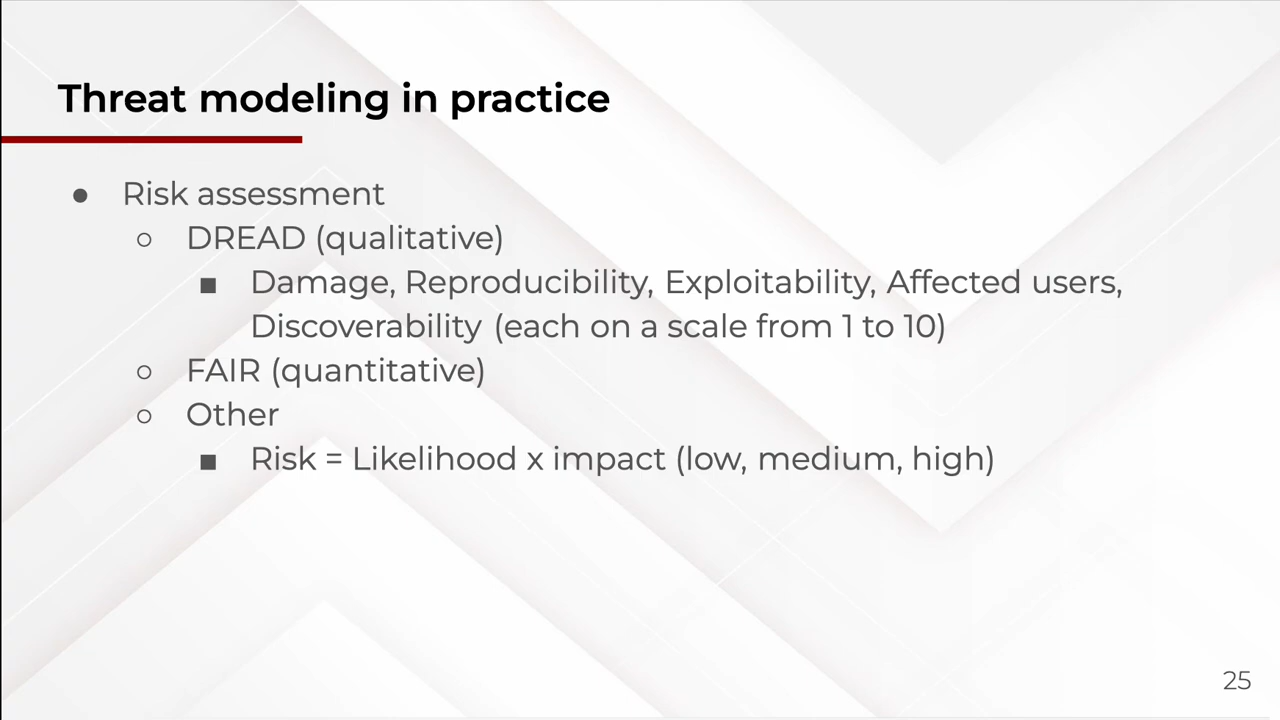 Threat modeling in practice
● Risk assessment
○ DREAD (qualitative)
■ Damage, Reproducibility, Exploitability, Affected users,
Discoverability (each on a scale from 1 to 10)
○ FAIR (quantitative)
○ Other
■ Risk = Likelihood x impact (low, medium, high)
25